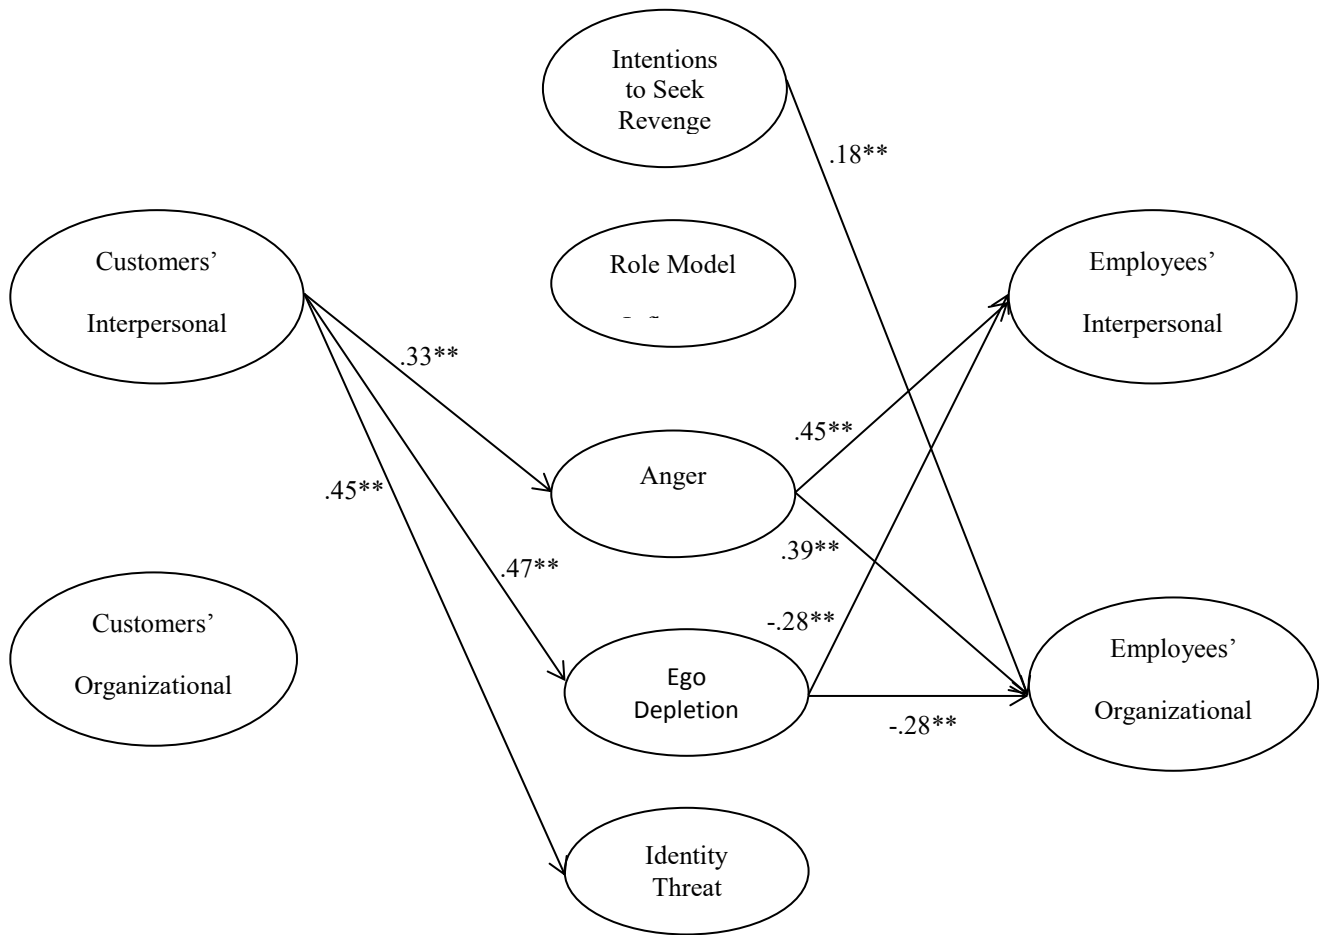 Intentions
to Seek
Revenge
.18**
Customers’
Interpersonal
Role Model
Employees’
Interpersonal
.33**
.45**
Anger
.45**
.39**
.47**
-.28**
Customers’
Organizational
Ego
Depletion
Employees’
Organizational
-.28**
Identity
Threat